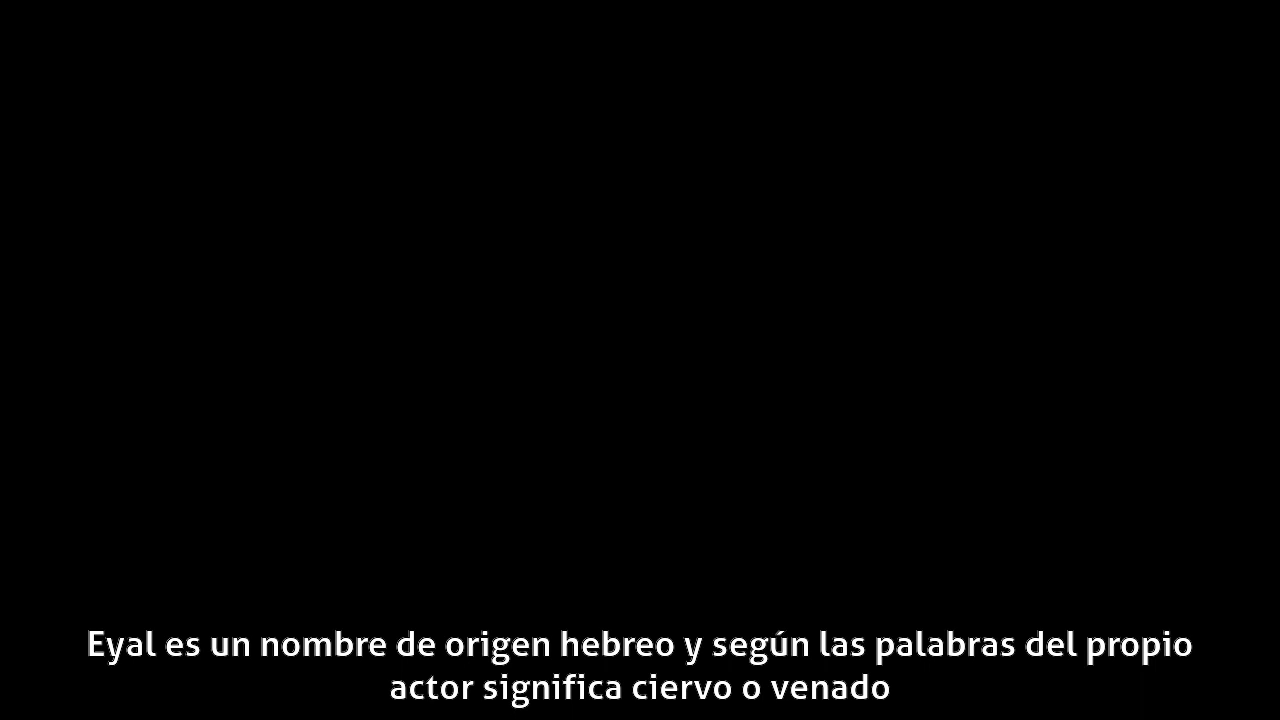 Eyal es un nombre de origen hebreo y según las palabras del propio
actor significa ciervo o venado